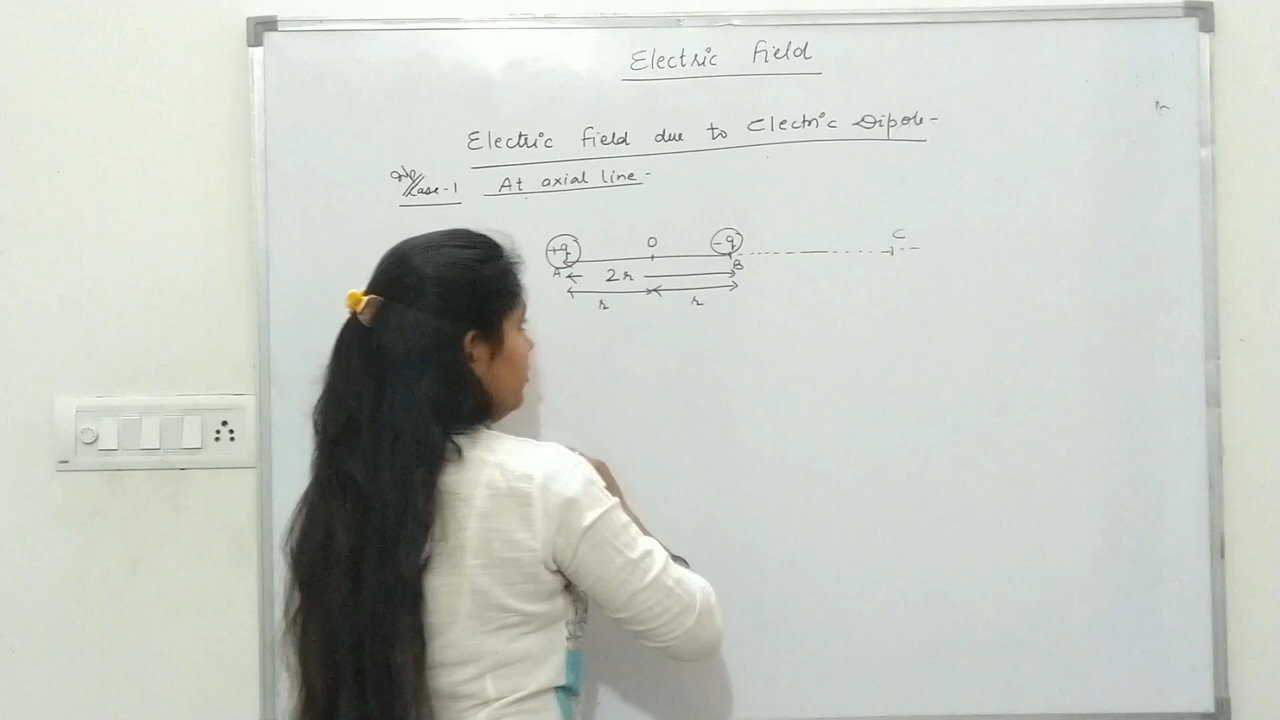 Electric field
Electric field due to Electric Dipole-
Case-1 At axial line-
+q O -q C
A 2r B
r r